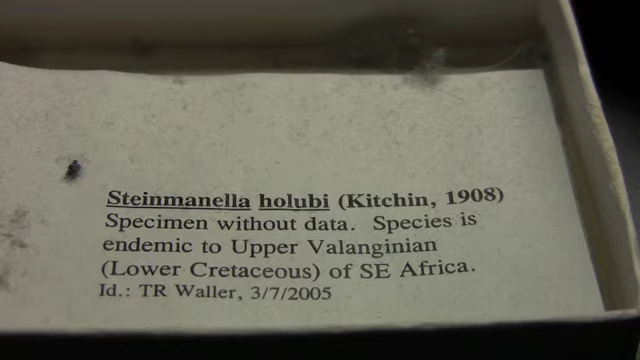 Steinmanella holubi (Kitchin, 1908)
Specimen without data. Species is
endemic to Upper Valanginian
(Lower Cretaceous) of SE Africa.
Id.: TR Waller, 3/7/2005